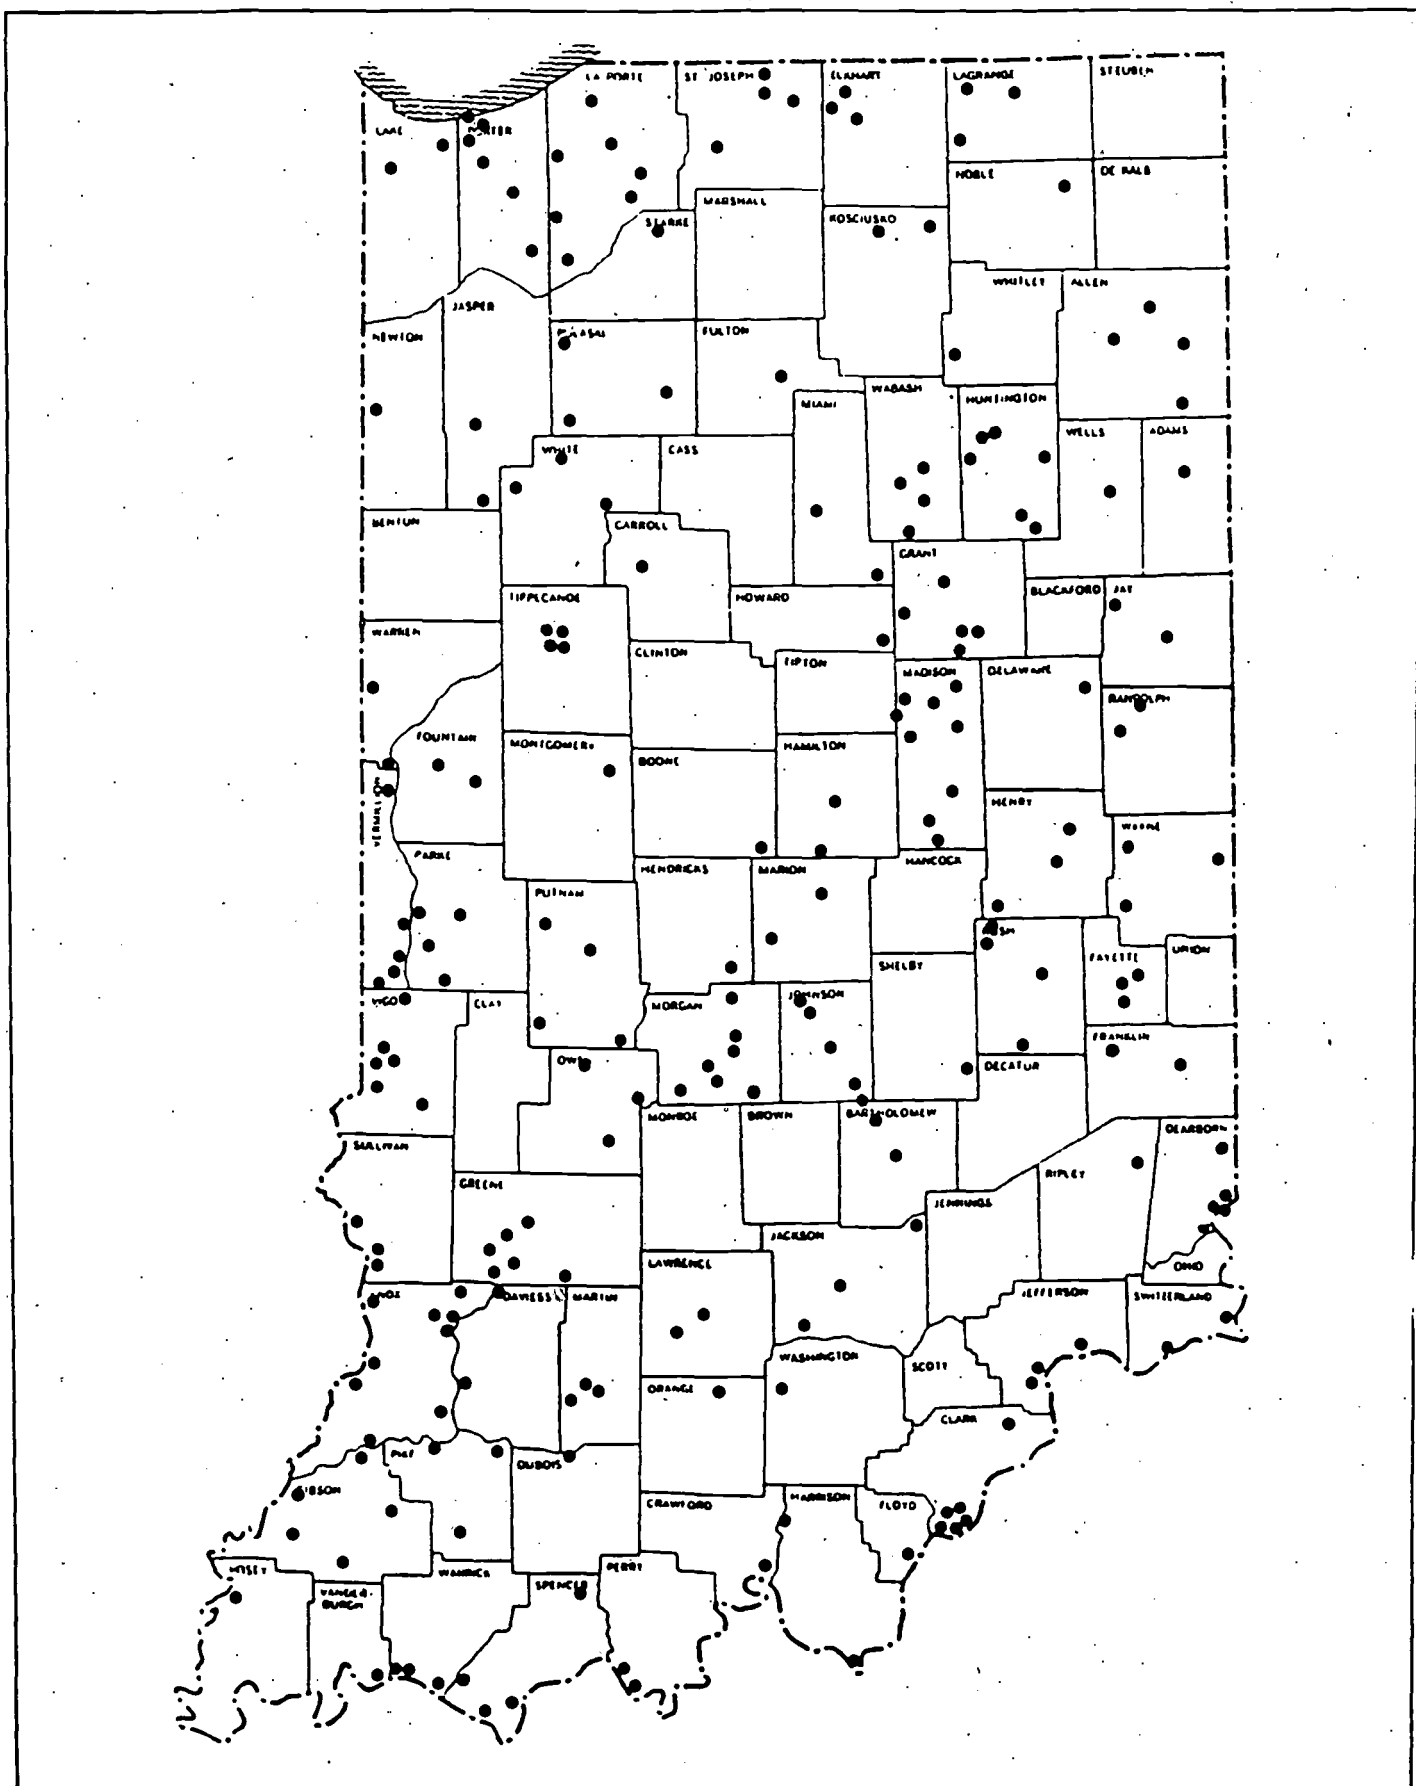 LA PORTE
ST. JOSEPH
ELKHART
LAGRANGE
STEUBEN
LAKE
PORTER
NOBLE
DE KALB
MARSHALL
STARKE
KOSCIUSKO
WHITLEY
ALLEN
JASPER
NEWTON
PULASKI
FULTON
WABASH
MIAMI
HUNTINGTON
WELLS
ADAMS
WHITE
CASS
BENTON
CARROLL
GRANT
TIPPECANOE
HOWARD
BLACKFORD
JAY
WARREN
CLINTON
TIPTON
MADISON
DELAWARE
RANDOLPH
FOUNTAIN
MONTGOMERY
BOONE
HAMILTON
VERMILLION
HENRY
WAYNE
PARKE
HENDRICKS
MARION
HANCOCK
PUTNAM
RUSH
FAYETTE
UNION
SHELBY
VIGO
CLAY
MORGAN
JOHNSON
FRANKLIN
OWEN
DECATUR
MONROE
BROWN
BARTHOLOMEW
DEARBORN
SULLIVAN
RIPLEY
GREENE
JENNINGS
JACKSON
LAWRENCE
OHIO
KNOX
DAVIESS
MARTIN
JEFFERSON
SWITZERLAND
WASHINGTON
SCOTT
ORANGE
CLARK
PIKE
DUBOIS
GIBSON
CRAWFORD
HARRISON
FLOYD
POSEY
WARRICK
PERRY
VANDER-
BURGH
SPENCER